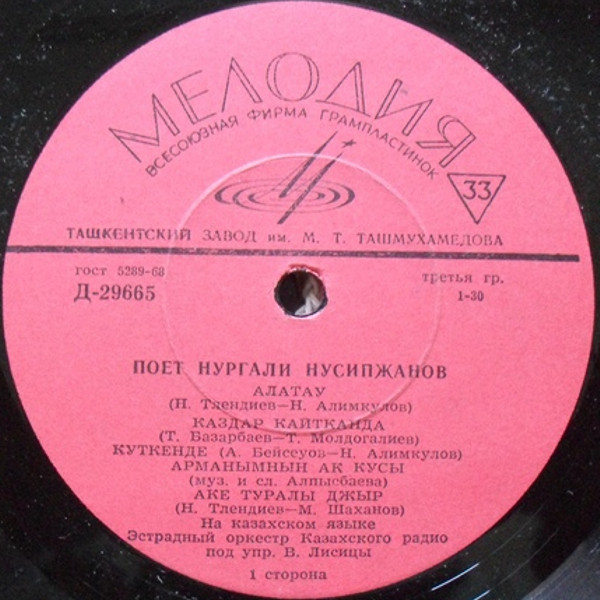 МЕЛОДИЯ
ВСЕСОЮЗНАЯ ФИРМА ГРАМПЛАСТИНОК
33
ТАШКЕНТСКИЙ ЗАВОД им. М. Т. ТАШМУХАМЕДОВА
гост 5289-68
третья гр.
Д-29665
1-30
ПОЕТ НУРГАЛИ НУСИПЖАНОВ
АЛАТАУ
(Н. Тлендиев—Н. Алимкулов)
КАЗДАР КАЙТКАНДА
(Т. Базарбаев—Т. Молдогалиев)
КУТКЕНДЕ (А. Бейссуов—Н. Алимкулов)
АРМАНЫМНЫН АК КУСЫ
(муз. и сл. Алпысбаева)
АКЕ ТУРАЛЫ ДЖЫР
(Н. Тлендиев—М. Шаханов)
На казахском языке
Эстрадный оркестр Казахского радио
под упр. В. Лисицы
1 сторона